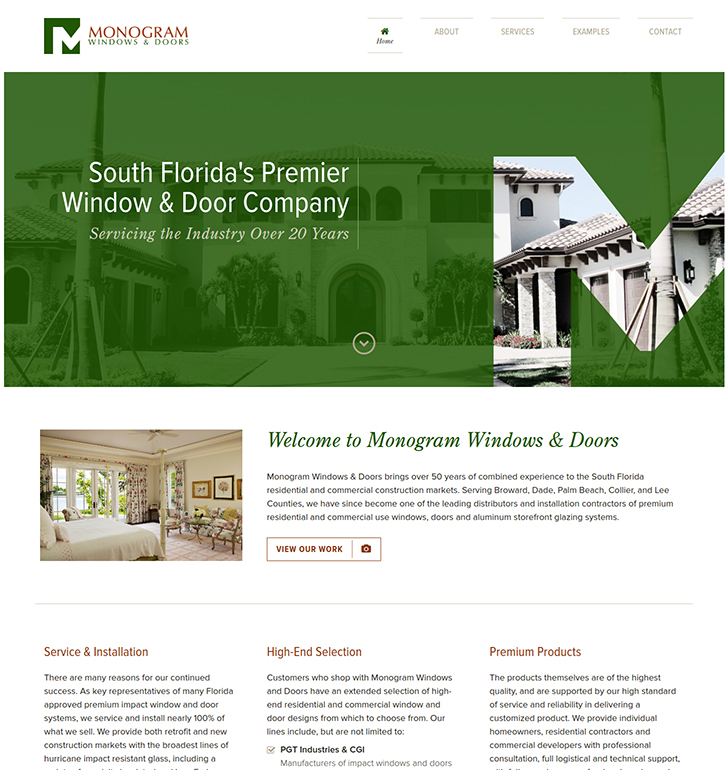 MONOGRAM
WINDOWS & DOORS
Home
ABOUT
SERVICES
EXAMPLES
CONTACT
South Florida's Premier
Window & Door Company
Servicing the Industry Over 20 Years
Welcome to Monogram Windows & Doors
Monogram Windows & Doors brings over 50 years of combined experience to the South Florida
residential and commercial construction markets. Serving Broward, Dade, Palm Beach, Collier, and Lee
Counties, we have since become one of the leading distributors and installation contractors of premium
residential and commercial use windows, doors and aluminum storefront glazing systems.
VIEW OUR WORK
Service & Installation
There are many reasons for our continued
success. As key representatives of many Florida
approved premium impact window and door
systems, we service and install nearly 100% of
what we sell. We provide both retrofit and new
construction markets with the broadest lines of
hurricane impact resistant glass, including a
High-End Selection
Customers who shop with Monogram Windows
and Doors have an extended selection of high-
end residential and commercial window and
door designs from which to choose from. Our
lines include, but are not limited to:
PGT Industries & CGI
Manufacturers of impact windows and doors
Premium Products
The products themselves are of the highest
quality, and are supported by our high standard
of service and reliability in delivering a
customized product. We provide individual
homeowners, residential contractors and
commercial developers with professional
consultation, full logistical and technical support,